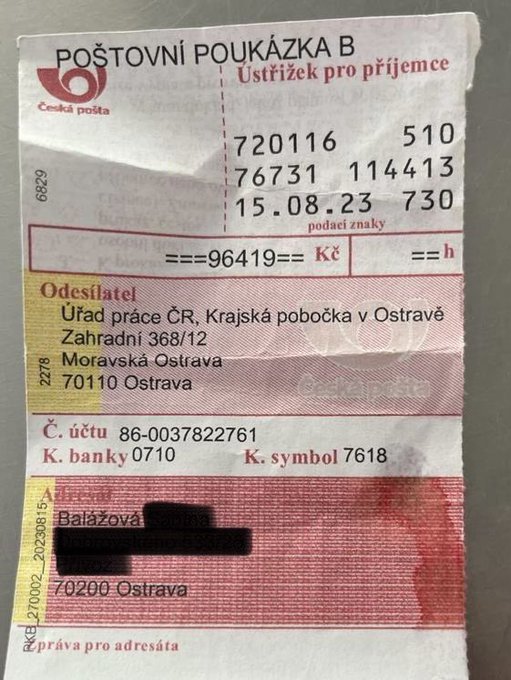 POŠTOVNÍ POUKÁZKA B
Ústřižek pro příjemce
Česká pošta
720116 510
76731 114413
15.08.23 730
podací znaky
6829
===96419== Kč ==h
Odesílatel
Úřad práce ČR, Krajská pobočka v Ostravě
Zahradní 368/12
Moravská Ostrava
70110 Ostrava
2278
Česká pošta
Č. účtu 86-0037822761
K. banky 0710 K. symbol 7618
Adresát
Balážová
70200 Ostrava
PKB_270002__20230815
Zpráva pro adresáta